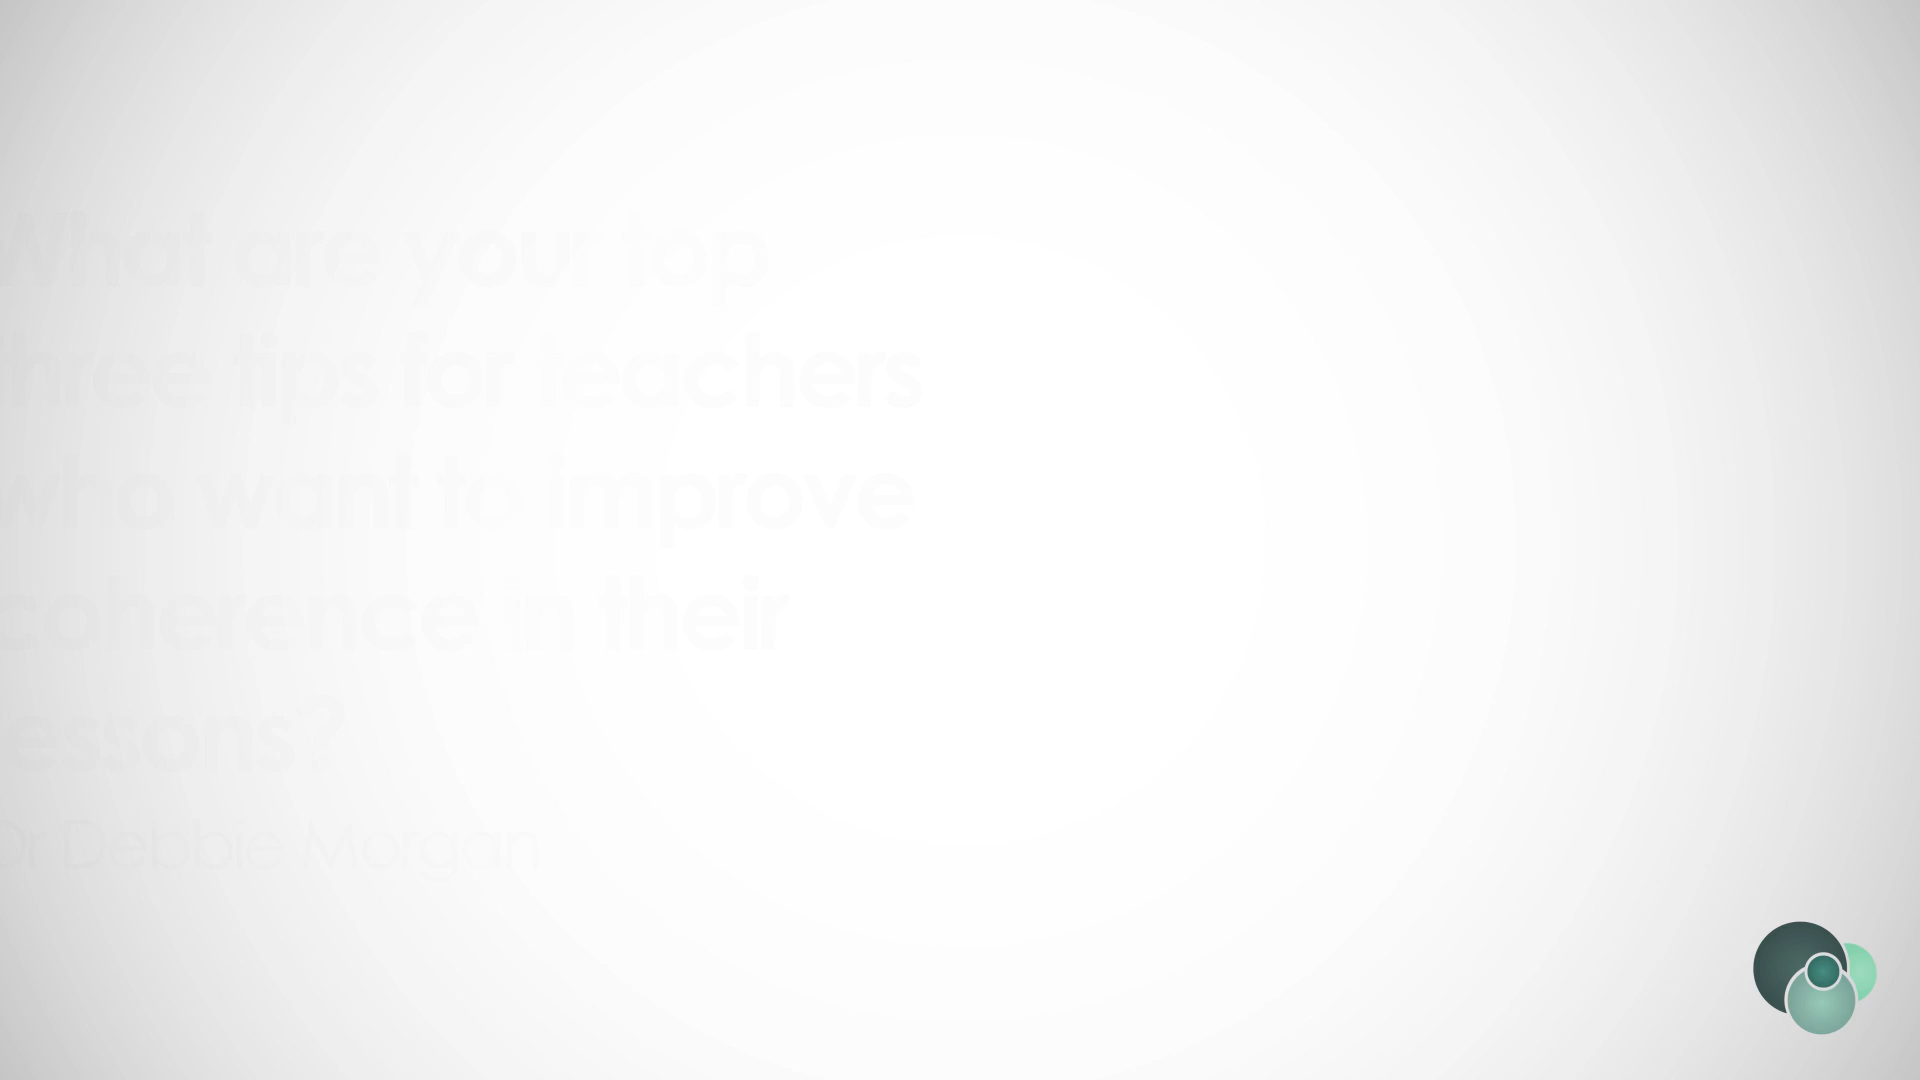 What are your top
three tips for teachers
who want to improve
coherence in their
lessons?
Dr Debbie Morgan